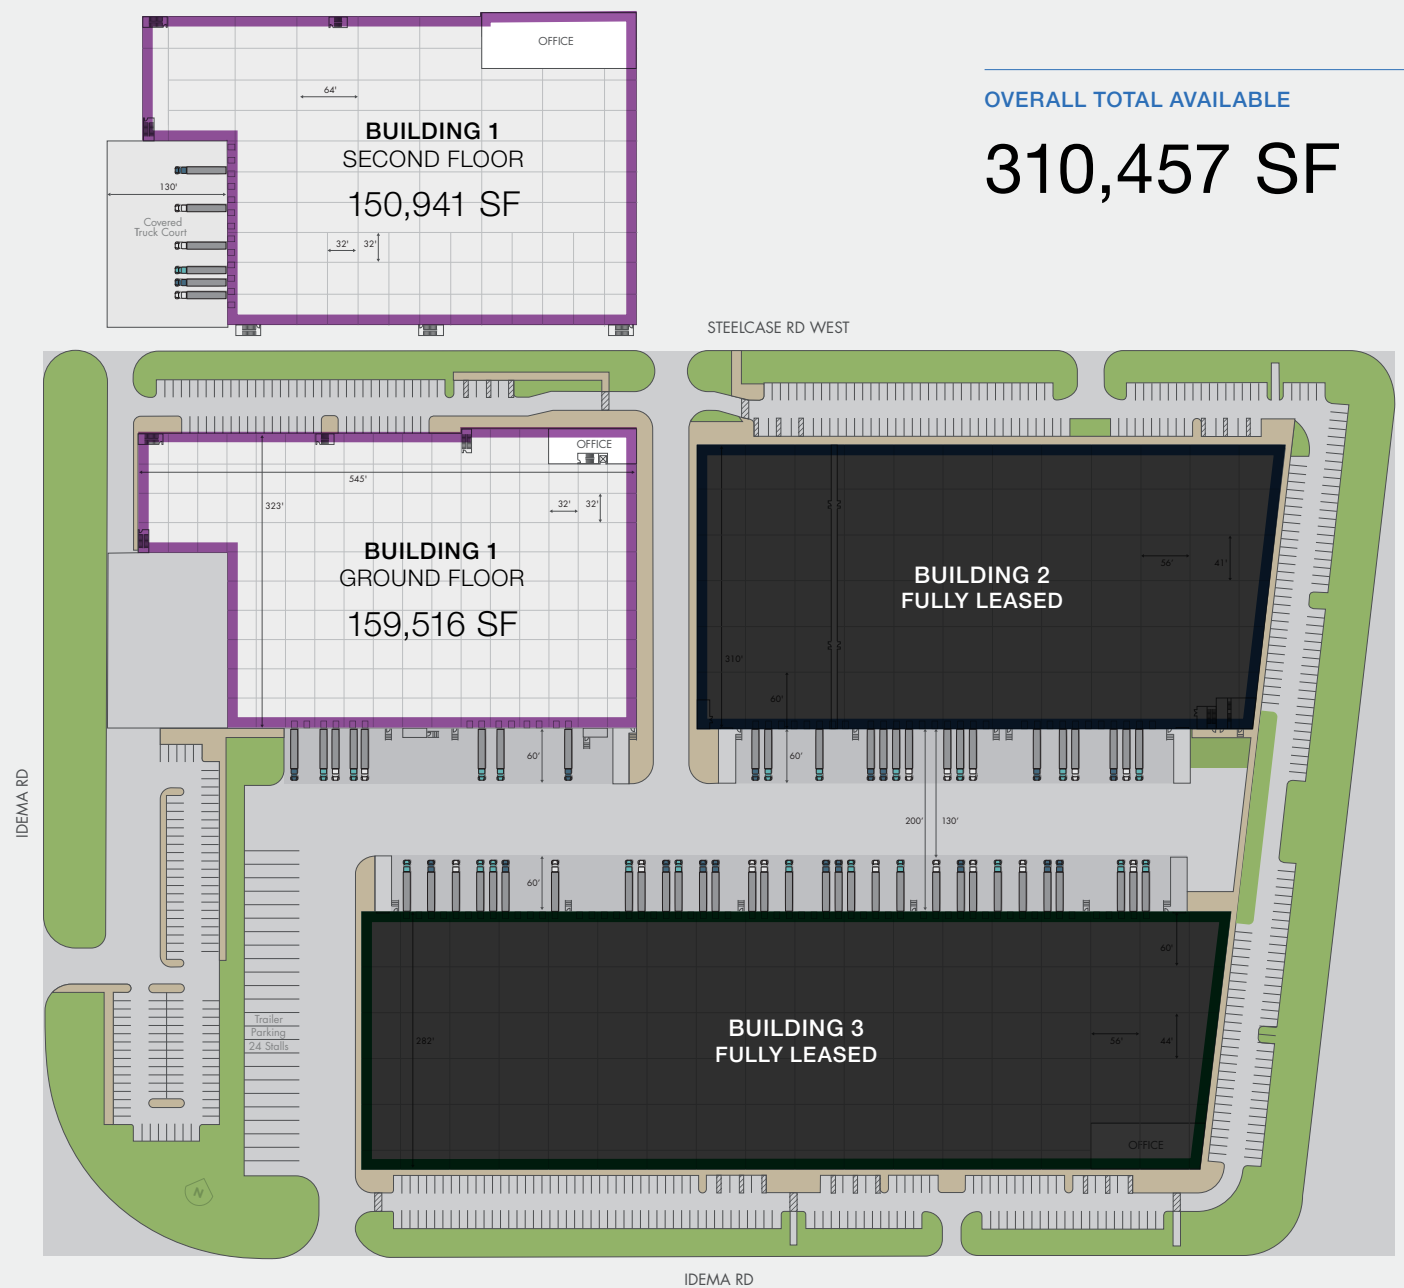 OFFICE
64'
BUILDING 1
SECOND FLOOR
150,941 SF
130'
Covered
Truck Court
32'
32'
OVERALL TOTAL AVAILABLE
310,457 SF
STEELCASE RD WEST
OFFICE
545'
323'
32'
32'
BUILDING 1
GROUND FLOOR
159,516 SF
60'
BUILDING 2
FULLY LEASED
56'
41'
310'
60'
60'
200'
130'
IDEMA RD
60'
Trailer
Parking
24 Stalls
282'
BUILDING 3
FULLY LEASED
60'
56'
44'
OFFICE
N
IDEMA RD